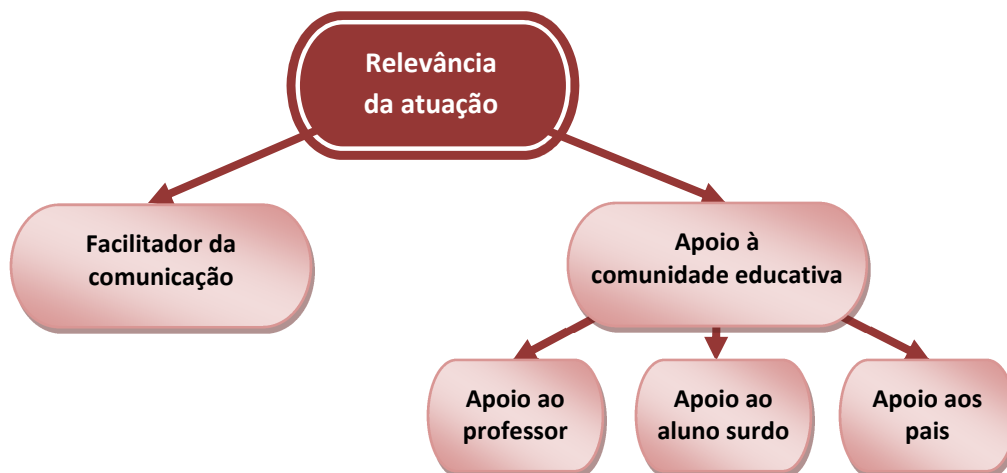 Relevância
da atuação
Facilitador da
comunicação
Apoio à
comunidade educativa
Apoio ao
professor
Apoio ao
aluno surdo
Apoio aos
pais